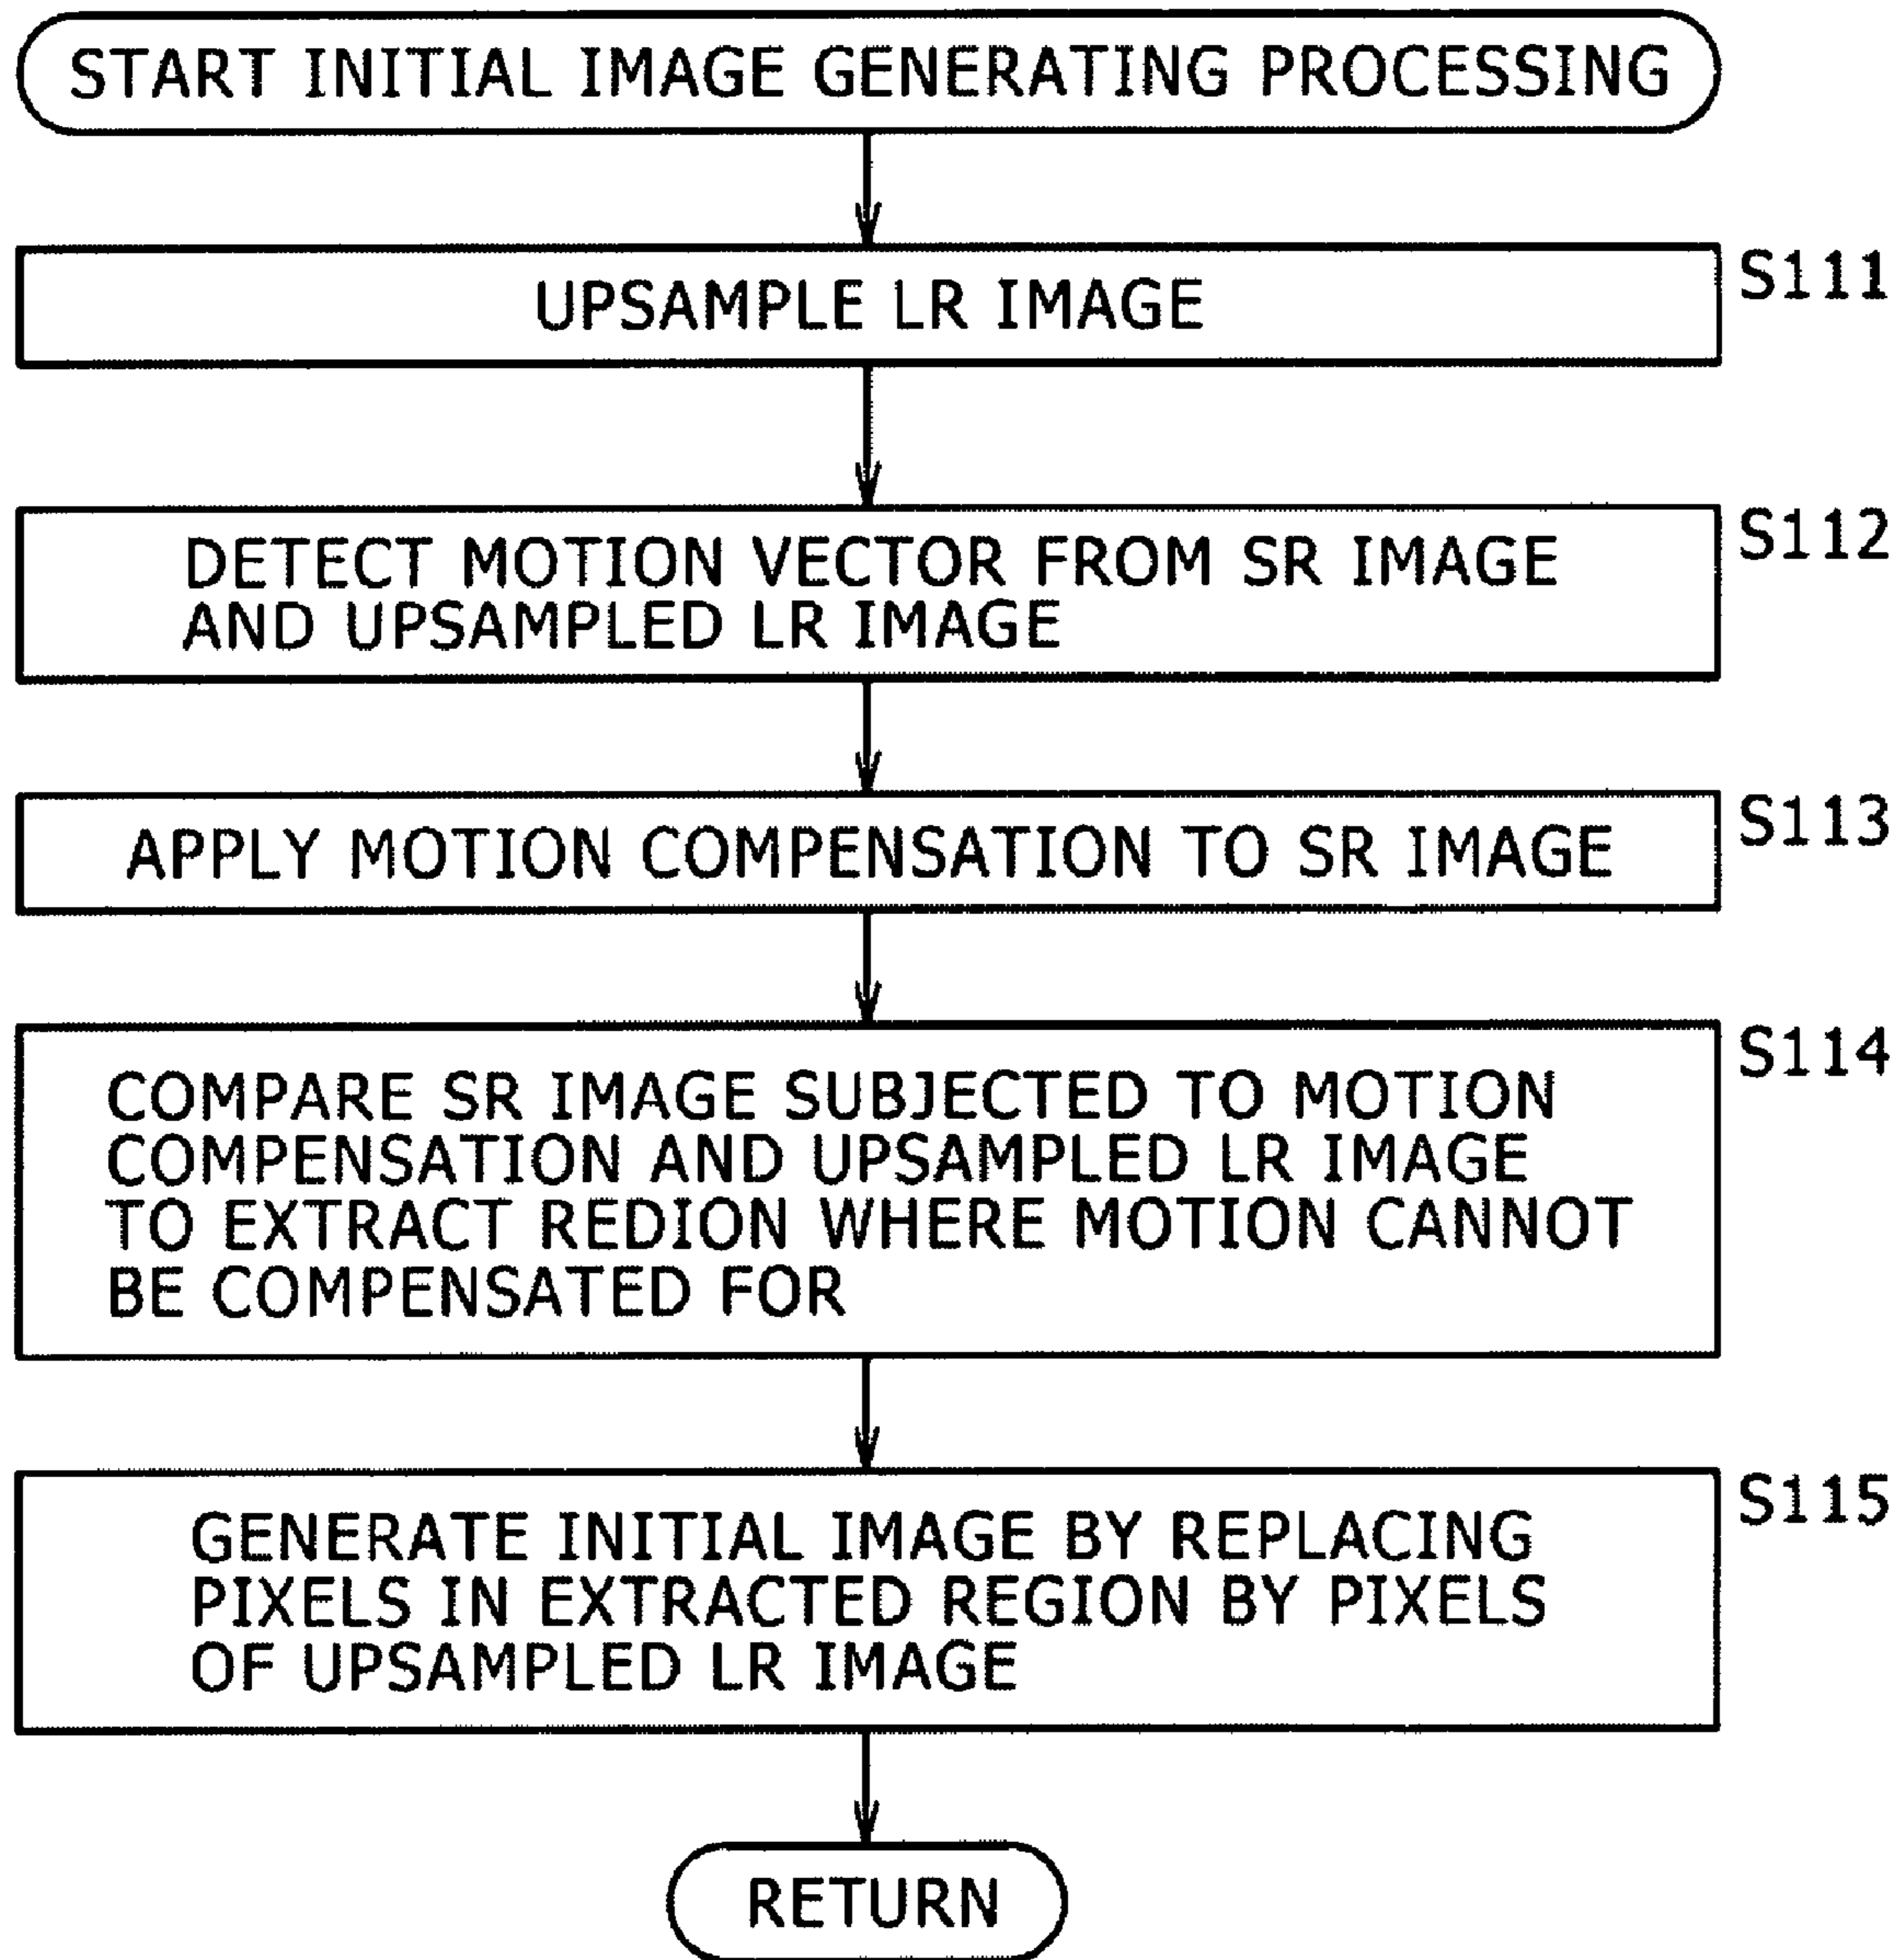 START INITIAL IMAGE GENERATING PROCESSING
UPSAMPLE LR IMAGE
S111
DETECT MOTION VECTOR FROM SR IMAGE
AND UPSAMPLED LR IMAGE
S112
APPLY MOTION COMPENSATION TO SR IMAGE
S113
COMPARE SR IMAGE SUBJECTED TO MOTION
COMPENSATION AND UPSAMPLED LR IMAGE
TO EXTRACT REDION WHERE MOTION CANNOT
BE COMPENSATED FOR
S114
GENERATE INITIAL IMAGE BY REPLACING
PIXELS IN EXTRACTED REGION BY PIXELS
OF UPSAMPLED LR IMAGE
S115
RETURN